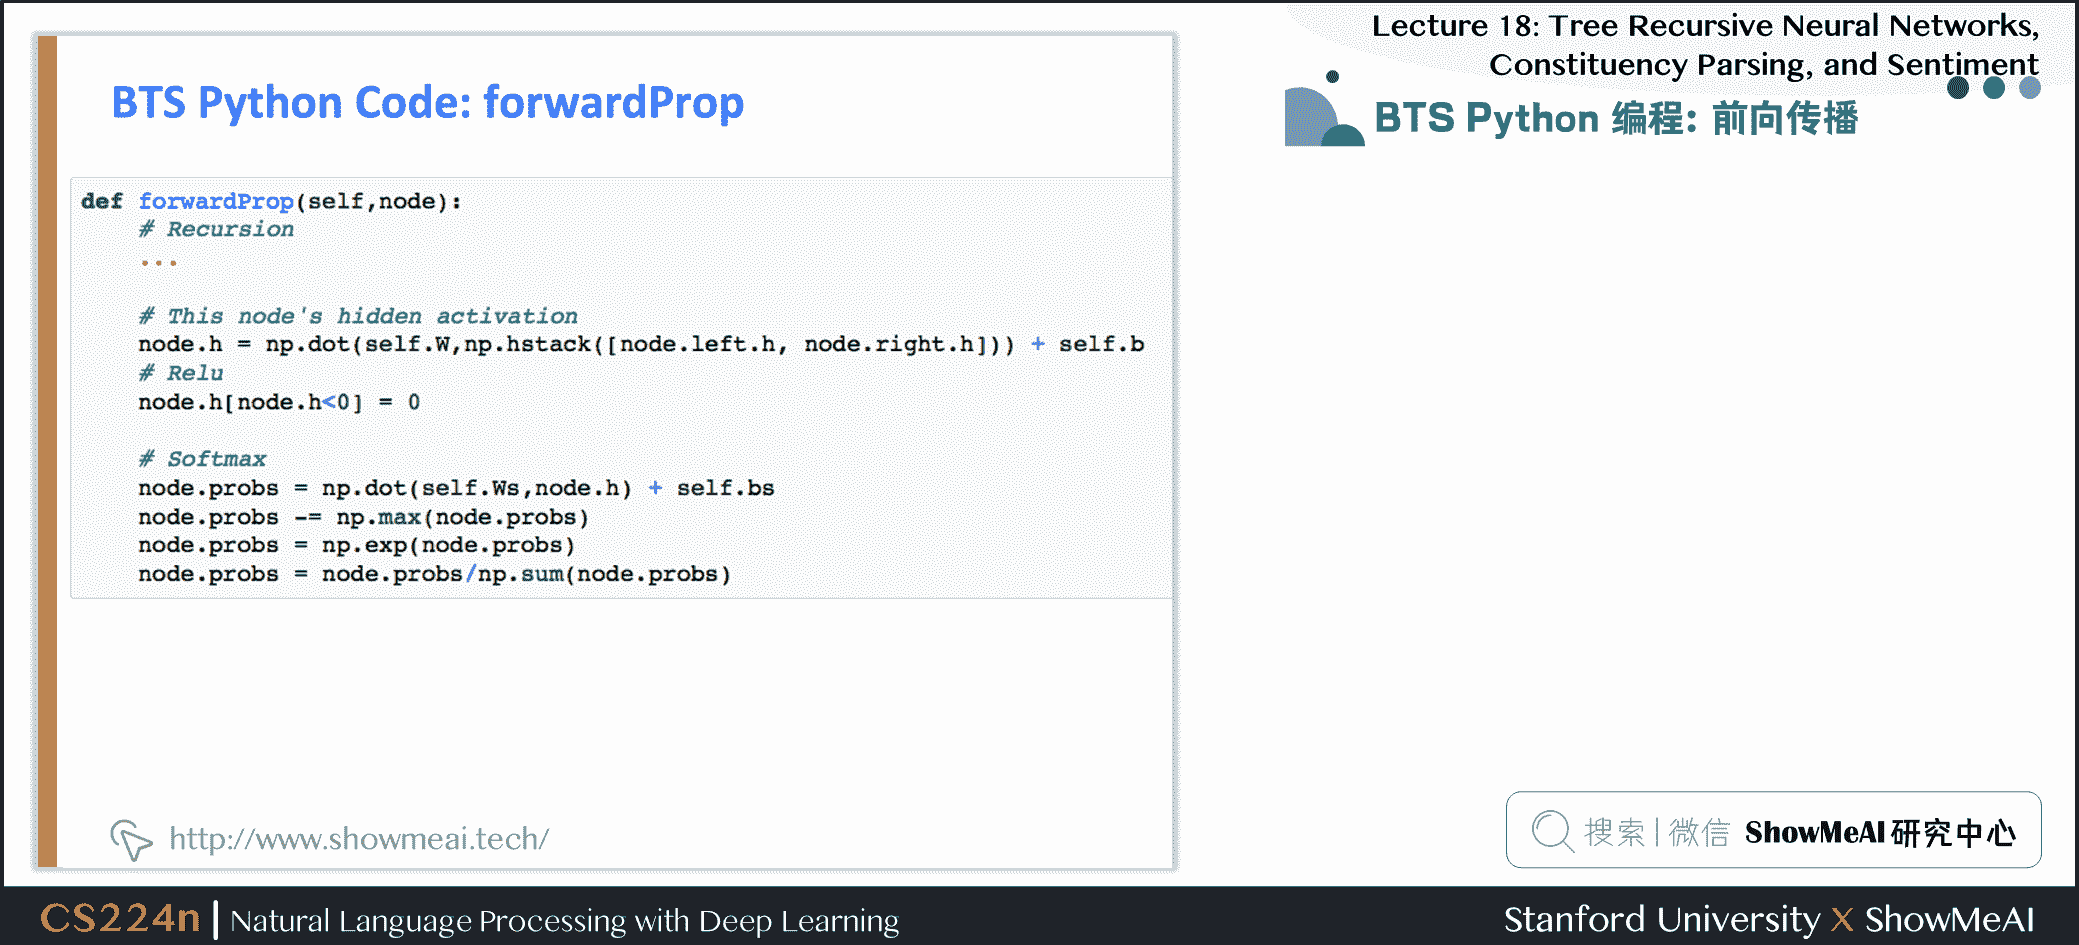 Lecture 18: Tree Recursive Neural Networks,
Constituency Parsing, and Sentiment
BTS Python 编程: 前向传播
BTS Python Code: forwardProp
def forwardProp(self,node):
# Recursion
...
# This node's hidden activation
node.h = np.dot(self.W,np.hstack([node.left.h, node.right.h])) + self.b
# Relu
node.h[node.h<0] = 0
# Softmax
node.probs = np.dot(self.Ws,node.h) + self.bs
node.probs -= np.max(node.probs)
node.probs = np.exp(node.probs)
node.probs = node.probs/np.sum(node.probs)
http://www.showmeai.tech/
搜索 | 微信 ShowMeAI 研究中心
CS224n | Natural Language Processing with Deep Learning
Stanford University X ShowMeAI